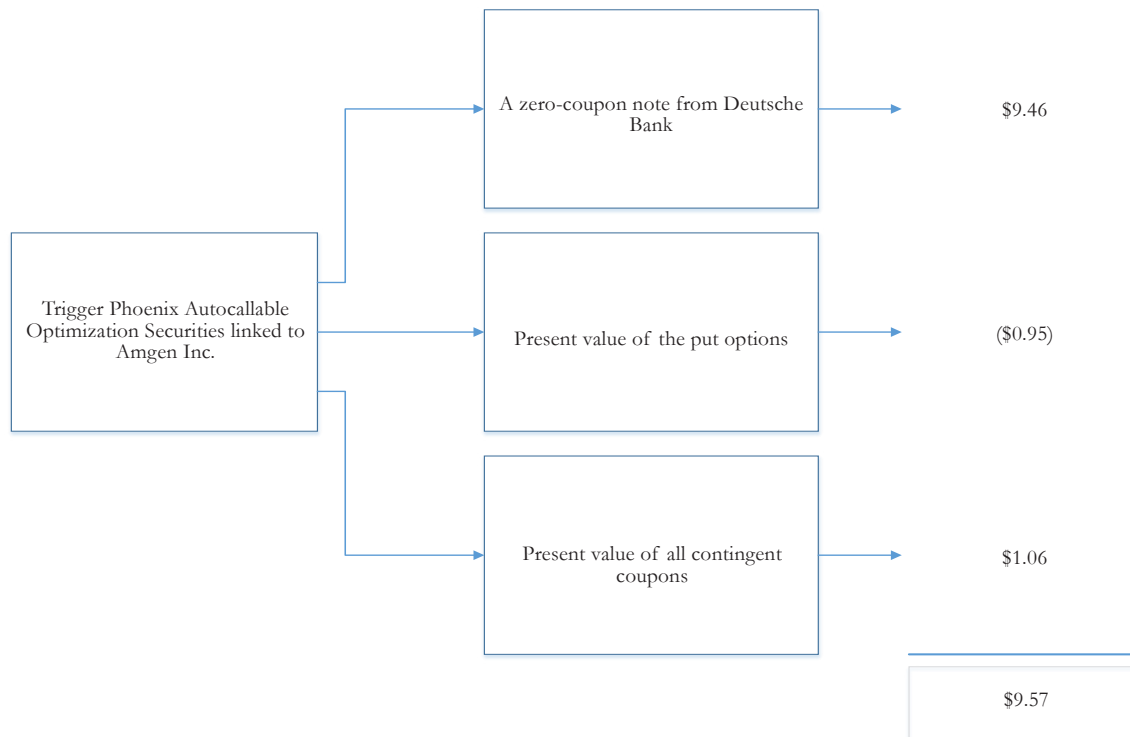 A zero-coupon note from Deutsche
Bank
$9.46
Trigger Phoenix Autocallable
Optimization Securities linked to
Amgen Inc.
Present value of the put options
($0.95)
Present value of all contingent
coupons
$1.06
$9.57